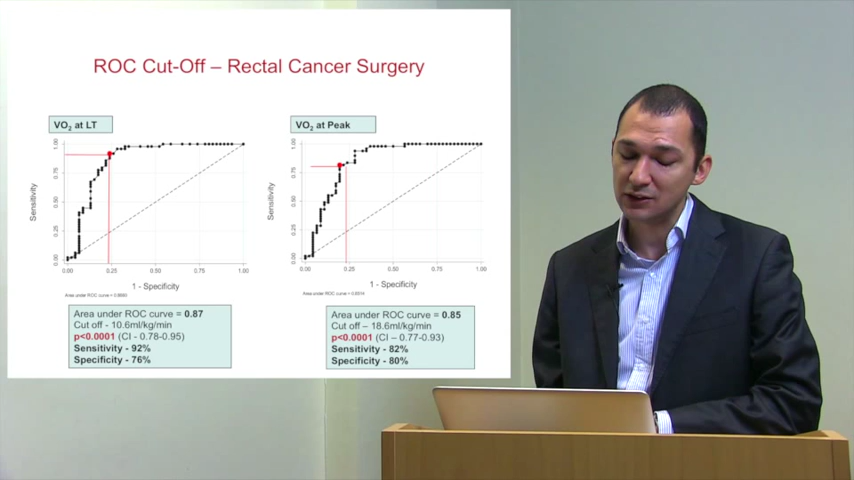 ROC Cut-Off – Rectal Cancer Surgery
VO₂ at LT
VO₂ at Peak
1.00
0.75
0.50
0.25
0.00
Sensitivity
0.00 0.25 0.50 0.75 1.00
1 - Specificity
1.00
0.75
0.50
0.25
0.00
Sensitivity
0.00 0.25 0.50 0.75 1.00
1 - Specificity
Area under ROC curve = 0.87
Cut off - 10.6ml/kg/min
p<0.0001 (CI - 0.78-0.95)
Sensitivity - 92%
Specificity - 76%
Area under ROC curve = 0.85
Cut off – 18.6ml/kg/min
p<0.0001 (CI – 0.77-0.93)
Sensitivity - 82%
Specificity - 80%